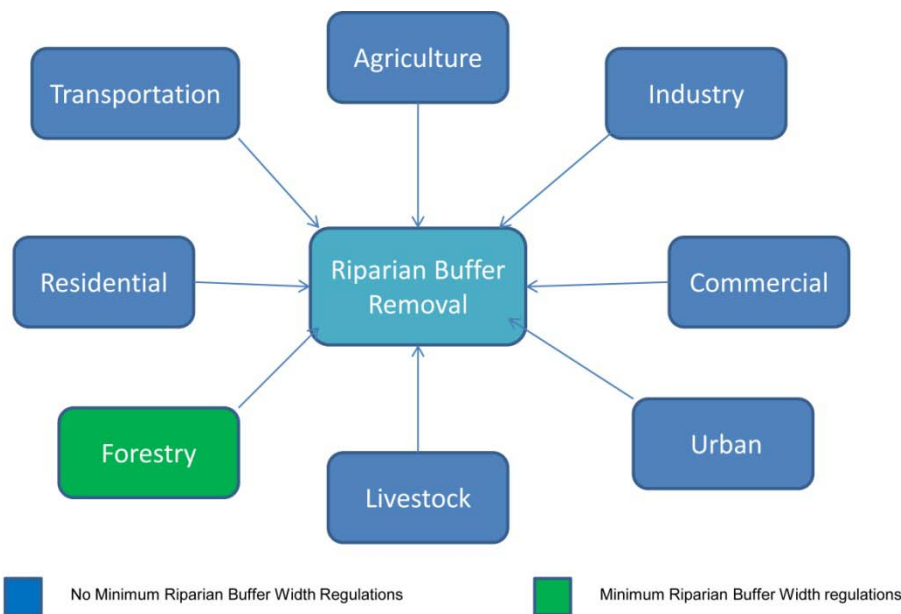 Agriculture
Transportation
Industry
Riparian Buffer
Removal
Residential
Commercial
Forestry
Urban
Livestock
No Minimum Riparian Buffer Width Regulations
Minimum Riparian Buffer Width regulations